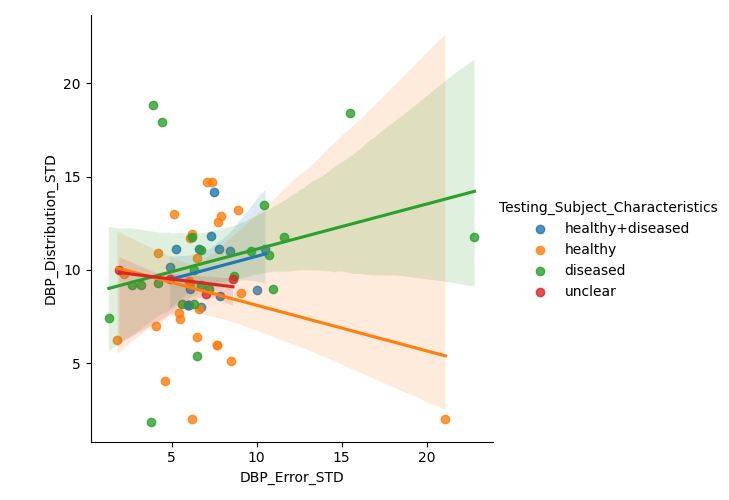 20
15
10
5
DBP_Distribution_STD
5
10
15
20
DBP_Error_STD
Testing_Subject_Characteristics
healthy+diseased
healthy
diseased
unclear